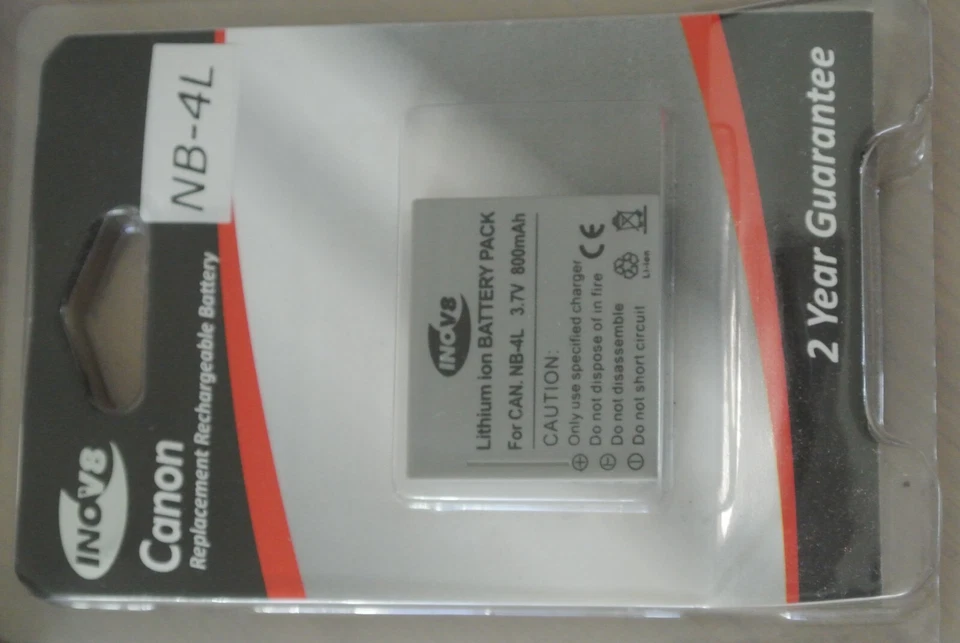 INOV8
Canon
Replacement Rechargeable Battery
NB-4L
INOV8
Lithium ion BATTERY PACK
For CAN. NB-4L 3.7V 800mAh
CAUTION:
Only use specified charger
Do not dispose of in fire
Do not disassemble
Do not short circuit
CE
Li-ion
2 Year Guarantee